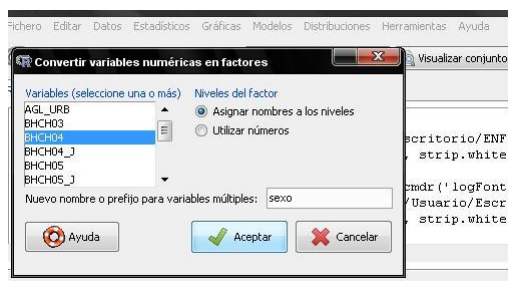 Fichero Editar Datos Estadísticos Gráficas Modelos Distribuciones Herramientas Ayuda
Convertir variables numéricas en factores
Visualizar conjunto
Variables (seleccione una o más) Niveles del factor
AGL_URB
Asignar nombres a los niveles
BHCH03
Utilizar números
BHCH04
BHCH04_J
BHCH05
BHCH05_J
Nuevo nombre o prefijo para variables múltiples: sexo
Ayuda Aceptar Cancelar
scritorio/ENF
, strip.white
cmdr('logFont
/Usuario/Escr
, strip.white